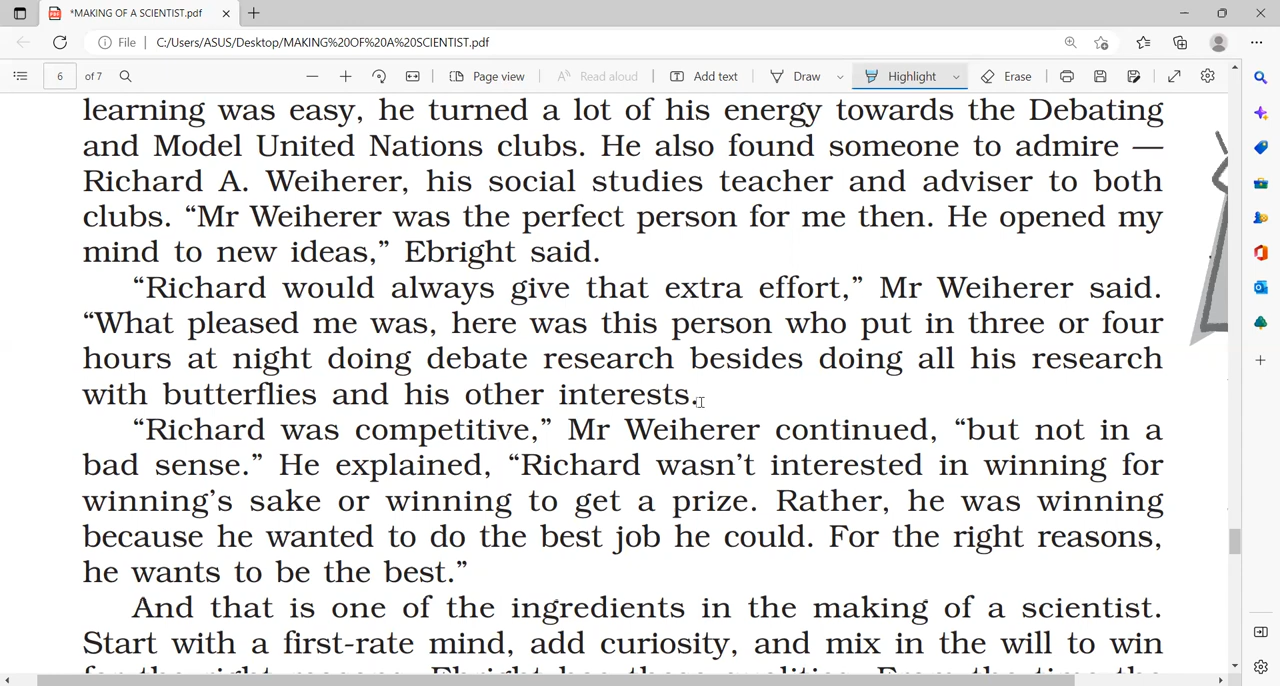 *MAKING OF A SCIENTIST.pdf
File | C:/Users/ASUS/Desktop/MAKING%20OF%20A%20SCIENTIST.pdf
6 of 7 Page view Read aloud Add text Draw Highlight Erase
learning was easy, he turned a lot of his energy towards the Debating
and Model United Nations clubs. He also found someone to admire —
Richard A. Weiherer, his social studies teacher and adviser to both
clubs. “Mr Weiherer was the perfect person for me then. He opened my
mind to new ideas,” Ebright said.
“Richard would always give that extra effort,” Mr Weiherer said.
“What pleased me was, here was this person who put in three or four
hours at night doing debate research besides doing all his research
with butterflies and his other interests.
“Richard was competitive,” Mr Weiherer continued, “but not in a
bad sense.” He explained, “Richard wasn’t interested in winning for
winning’s sake or winning to get a prize. Rather, he was winning
because he wanted to do the best job he could. For the right reasons,
he wants to be the best.”
And that is one of the ingredients in the making of a scientist.
Start with a first-rate mind, add curiosity, and mix in the will to win